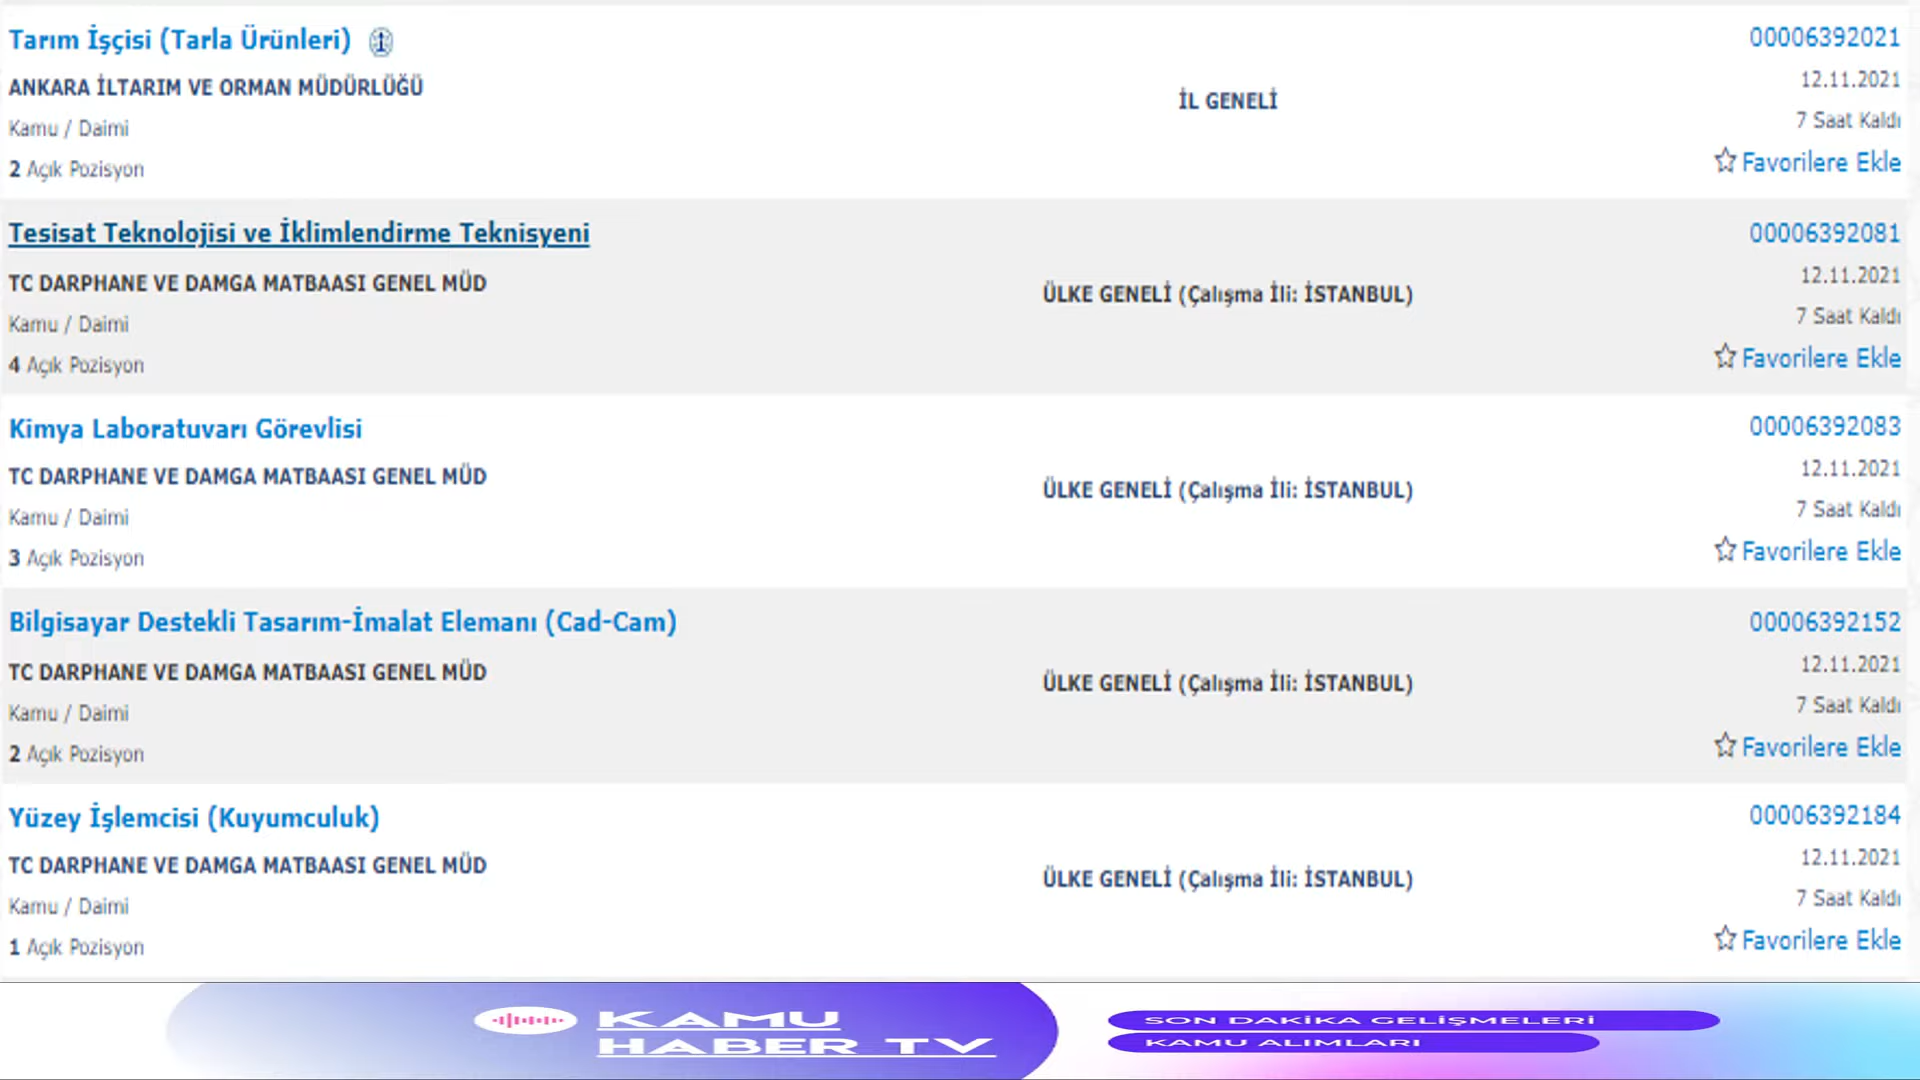 Tarım İşçisi (Tarla Ürünleri)
00006392021
ANKARA İLTARIM VE ORMAN MÜDÜRLÜĞÜ
12.11.2021
İL GENELİ
Kamu / Daimi
7 Saat Kaldı
2 Açık Pozisyon
Favorilere Ekle
Tesisat Teknolojisi ve İklimlendirme Teknisyeni
00006392081
TC DARPHANE VE DAMGA MATBAASI GENEL MÜD
12.11.2021
ÜLKE GENELİ (Çalışma İli: İSTANBUL)
Kamu / Daimi
7 Saat Kaldı
4 Açık Pozisyon
Favorilere Ekle
Kimya Laboratuvarı Görevlisi
00006392083
TC DARPHANE VE DAMGA MATBAASI GENEL MÜD
12.11.2021
ÜLKE GENELİ (Çalışma İli: İSTANBUL)
Kamu / Daimi
7 Saat Kaldı
3 Açık Pozisyon
Favorilere Ekle
Bilgisayar Destekli Tasarım-İmalat Elemanı (Cad-Cam)
00006392152
TC DARPHANE VE DAMGA MATBAASI GENEL MÜD
12.11.2021
ÜLKE GENELİ (Çalışma İli: İSTANBUL)
Kamu / Daimi
7 Saat Kaldı
2 Açık Pozisyon
Favorilere Ekle
Yüzey İşlemcisi (Kuyumculuk)
00006392184
TC DARPHANE VE DAMGA MATBAASI GENEL MÜD
12.11.2021
ÜLKE GENELİ (Çalışma İli: İSTANBUL)
Kamu / Daimi
7 Saat Kaldı
1 Açık Pozisyon
Favorilere Ekle
KAMU
HABER TV
SON DAKİKA GELİŞMELERİ
KAMU ALIMLARI